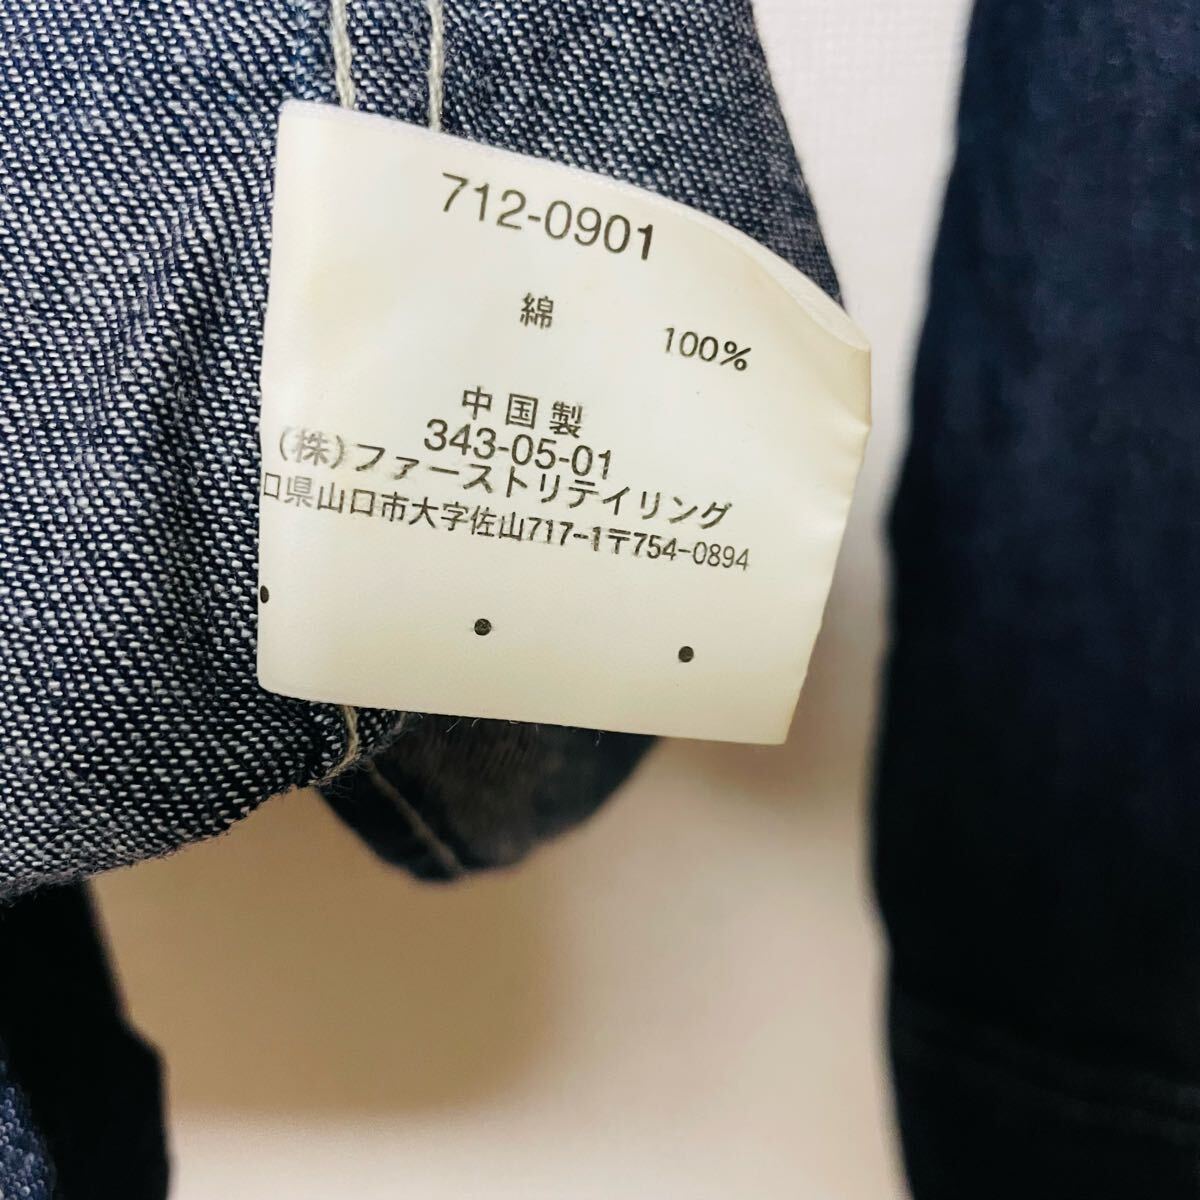 712-0901
綿 100%
中国製
343-05-01
(株)ファーストリテイリング
口県山口市大字佐山717-1〒754-0894